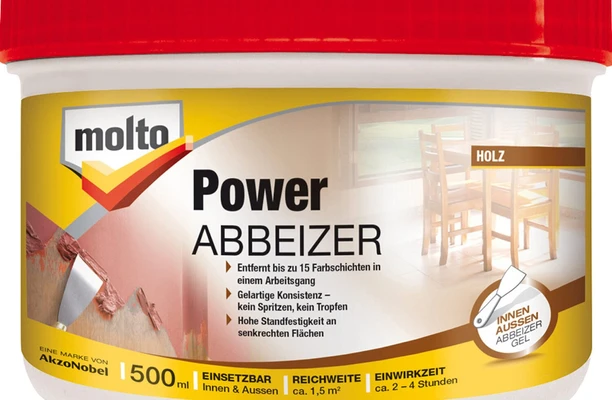 molto
HOLZ
Power
ABBEIZER
Entfernt bis zu 15 Farbschichten in
einem Arbeitsgang
Gelartige Konsistenz –
kein Spritzen, kein Tropfen
Hohe Standfestigkeit an
senkrechten Flächen
INNEN
AUSSEN
ABBEIZER
GEL
EINE MARKE VON
AkzoNobel
500 ml
EINSETZBAR
Innen & Aussen
REICHWEITE
ca. 1,5 m²
EINWIRKZEIT
ca. 2 – 4 Stunden